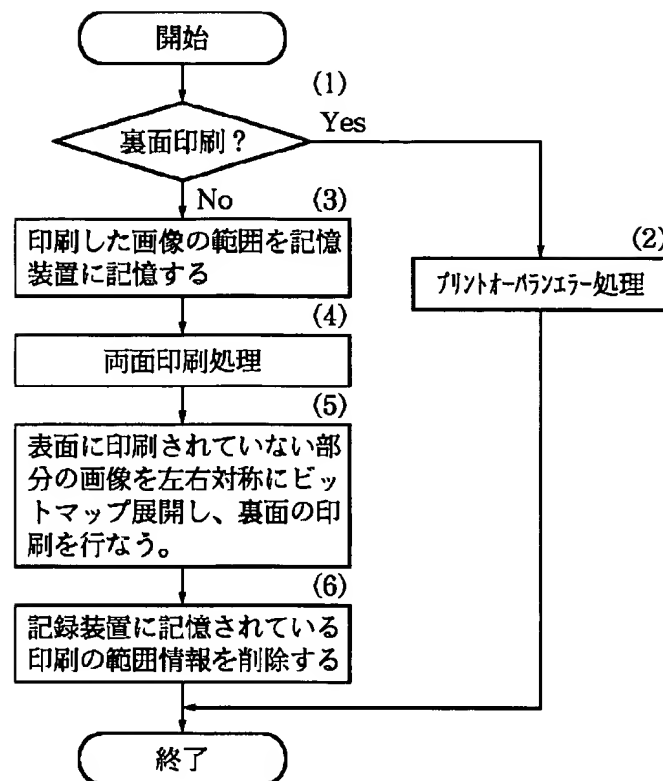 開始
(1)
裏面印刷?
Yes
No
(3)
印刷した画像の範囲を記憶
装置に記憶する
(2)
プリントオーバランエラー処理
(4)
両面印刷処理
(5)
表面に印刷されていない部
分の画像を左右対称にビッ
トマップ展開し、裏面の印
刷を行なう。
(6)
記録装置に記憶されている
印刷の範囲情報を削除する
終了